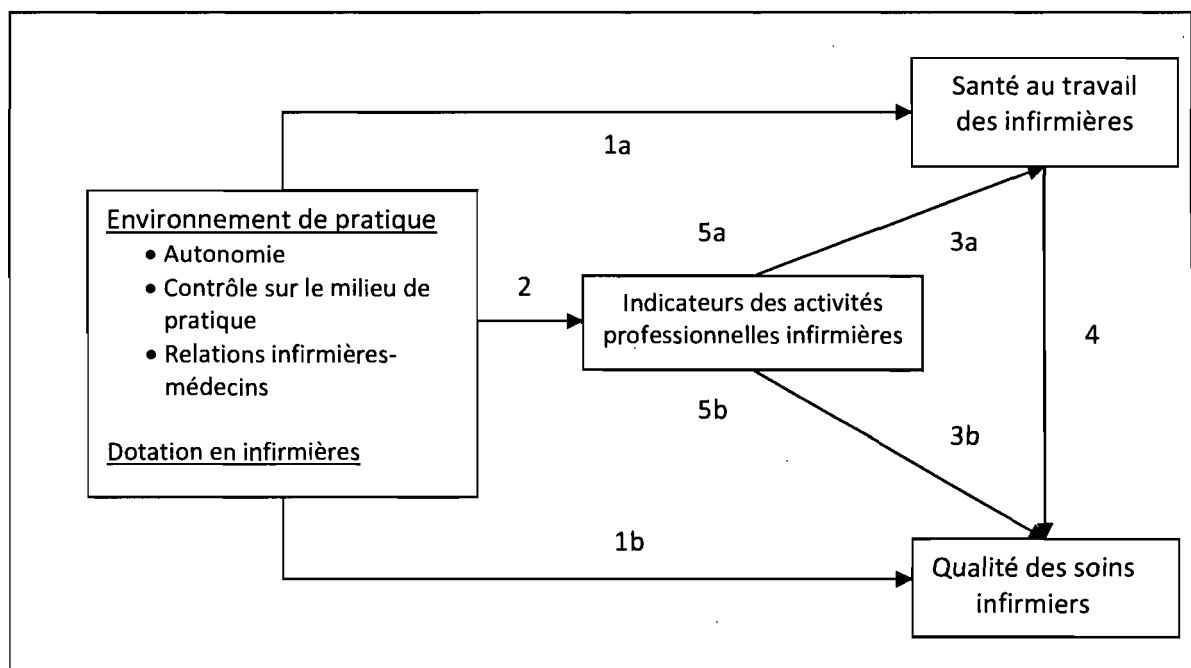 Santé au travail
des infirmières
1a
Environnement de pratique
• Autonomie
• Contrôle sur le milieu de
pratique
• Relations infirmières-
médecins
Dotation en infirmières
2
5a
3a
Indicateurs des activités
professionnelles infirmières
4
5b
3b
1b
Qualité des soins
infirmiers